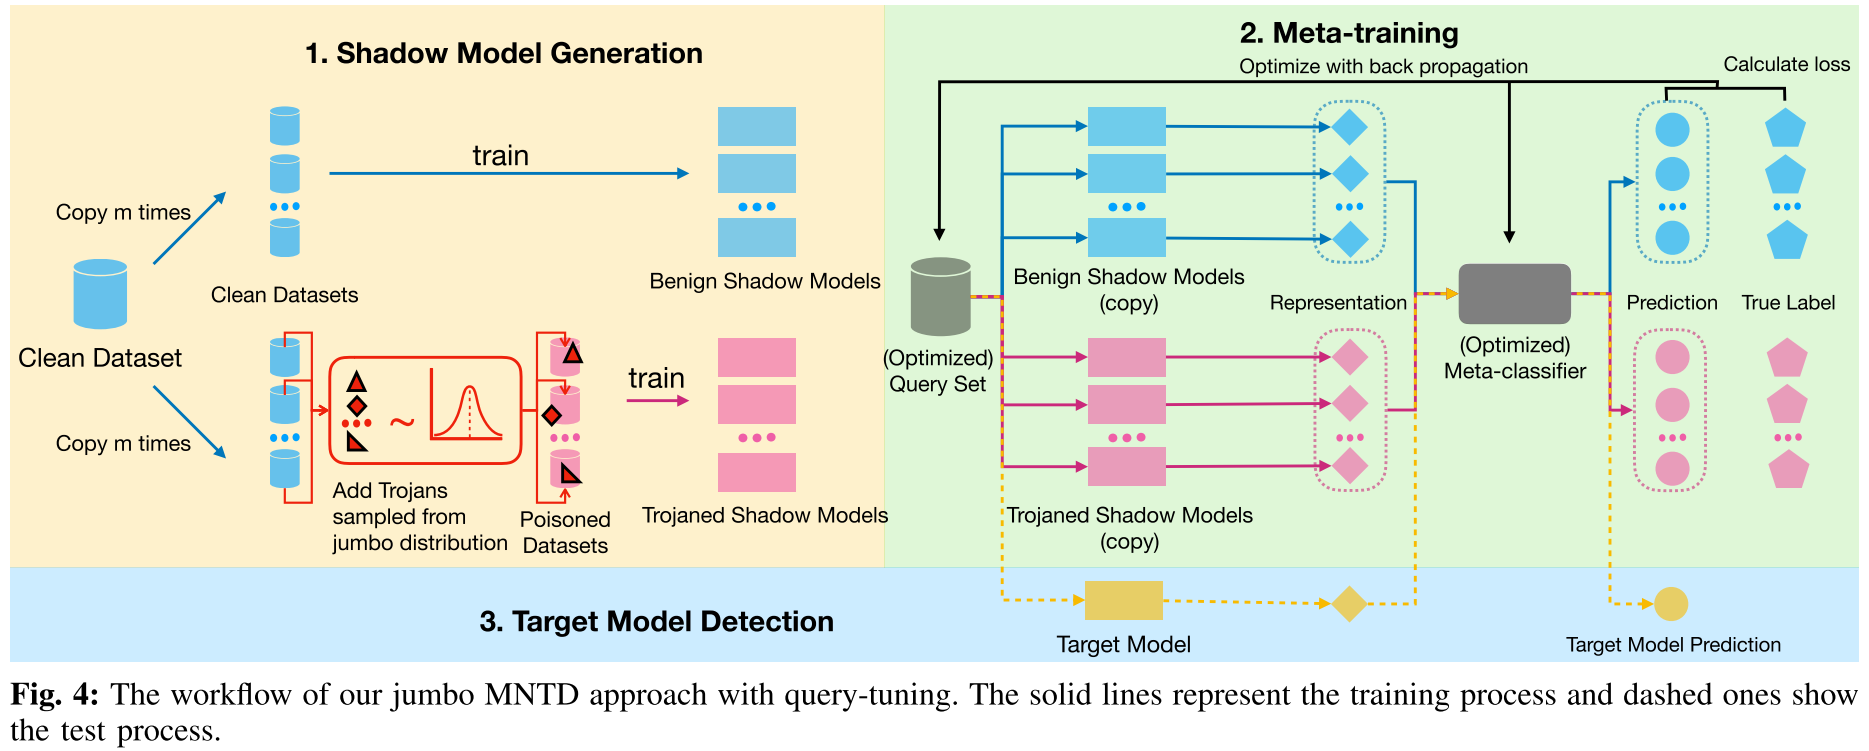 1. Shadow Model Generation
train
Copy m times
Clean Datasets
Benign Shadow Models
Clean Dataset
Copy m times
~
train
Add Trojans
sampled from
jumbo distribution
Poisoned
Datasets
Trojaned Shadow Models
2. Meta-training
Optimize with back propagation
Calculate loss
Benign Shadow Models
(copy)
Representation
Prediction
True Label
(Optimized)
Query Set
(Optimized)
Meta-classifier
Trojaned Shadow Models
(copy)
3. Target Model Detection
Target Model
Target Model Prediction
Fig. 4: The workflow of our jumbo MNTD approach with query-tuning. The solid lines represent the training process and dashed ones show
the test process.